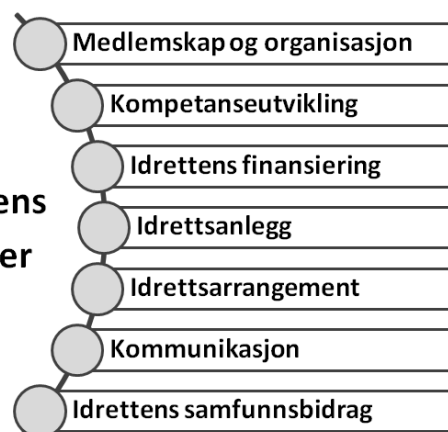 Medlemskap og organisasjon
Kompetanseutvikling
Idrettens finansiering
Idrettsanlegg
Idrettsarrangement
Kommunikasjon
Idrettens samfunnsbidrag